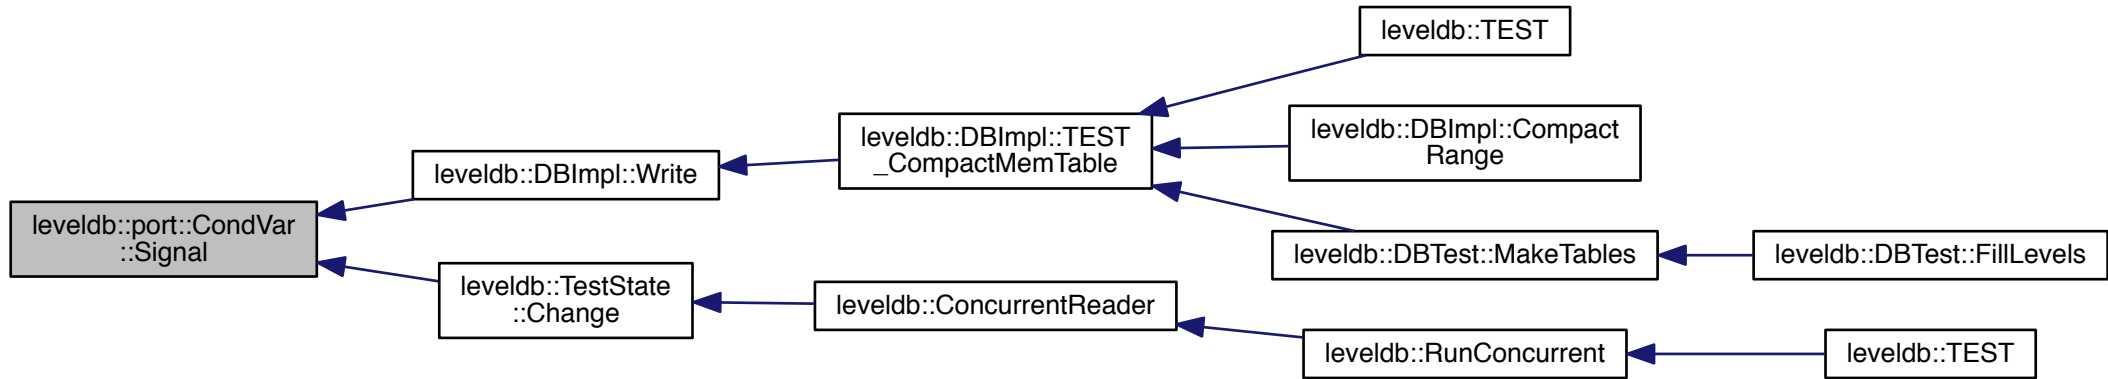 leveldb::TEST
leveldb::DBImpl::Compact
Range
leveldb::DBImpl::TEST
_CompactMemTable
leveldb::DBImpl::Write
leveldb::port::CondVar
::Signal
leveldb::DBTest::MakeTables
leveldb::DBTest::FillLevels
leveldb::TestState
::Change
leveldb::ConcurrentReader
leveldb::RunConcurrent
leveldb::TEST